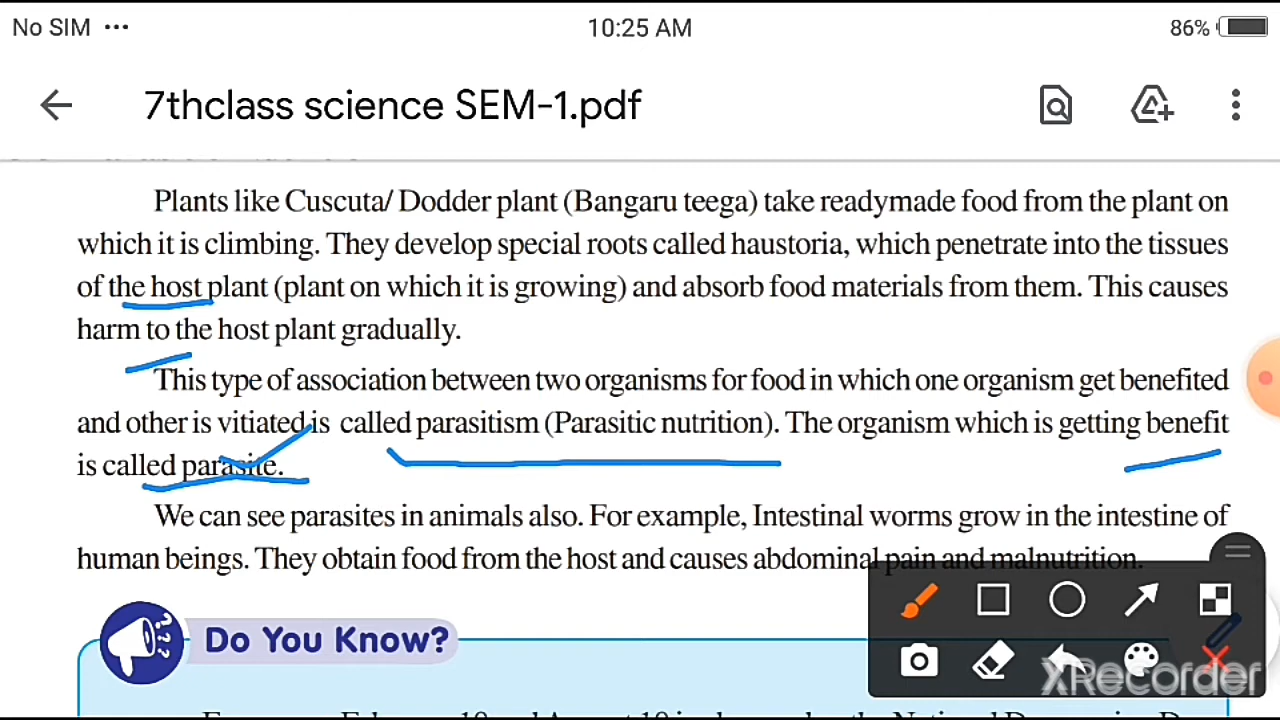 No SIM ...
10:25 AM
86%
7thclass science SEM-1.pdf
Plants like Cuscuta/ Dodder plant (Bangaru teega) take readymade food from the plant on
which it is climbing. They develop special roots called haustoria, which penetrate into the tissues
of the host plant (plant on which it is growing) and absorb food materials from them. This causes
harm to the host plant gradually.
This type of association between two organisms for food in which one organism get benefited
and other is vitiated is called parasitism (Parasitic nutrition). The organism which is getting benefit
is called parasite.
We can see parasites in animals also. For example, Intestinal worms grow in the intestine of
human beings. They obtain food from the host and causes abdominal pain and malnutrition.
???
Do You Know?
XRecorder